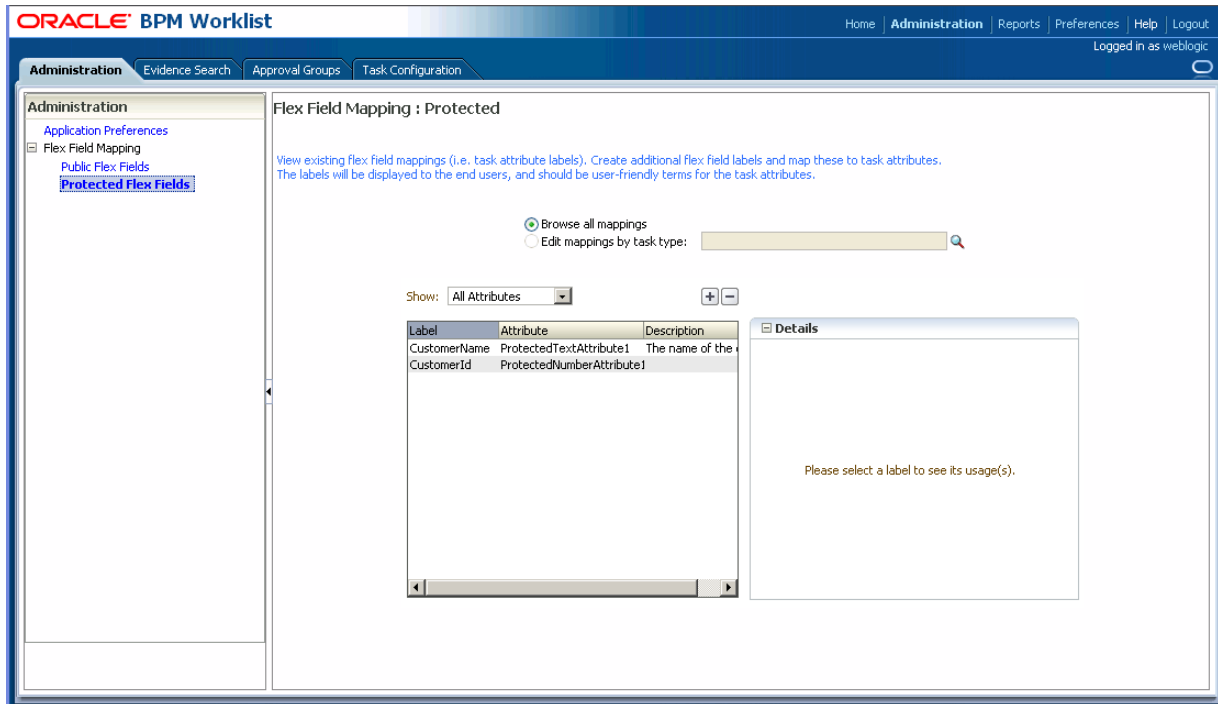 ORACLE BPM Worklist
Home Administration Reports Preferences Help Logout
Logged in as weblogic
Administration Evidence Search Approval Groups Task Configuration
Administration
Application Preferences
Flex Field Mapping
Public Flex Fields
Protected Flex Fields
Flex Field Mapping : Protected
View existing flex field mappings (i.e. task attribute labels). Create additional flex field labels and map these to task attributes.
The labels will be displayed to the end users, and should be user-friendly terms for the task attributes.
Browse all mappings
Edit mappings by task type:
Show: All Attributes
Label Attribute Description
CustomerName ProtectedTextAttribute1 The name of the
CustomerId ProtectedNumberAttribute1
Details
Please select a label to see its usage(s).